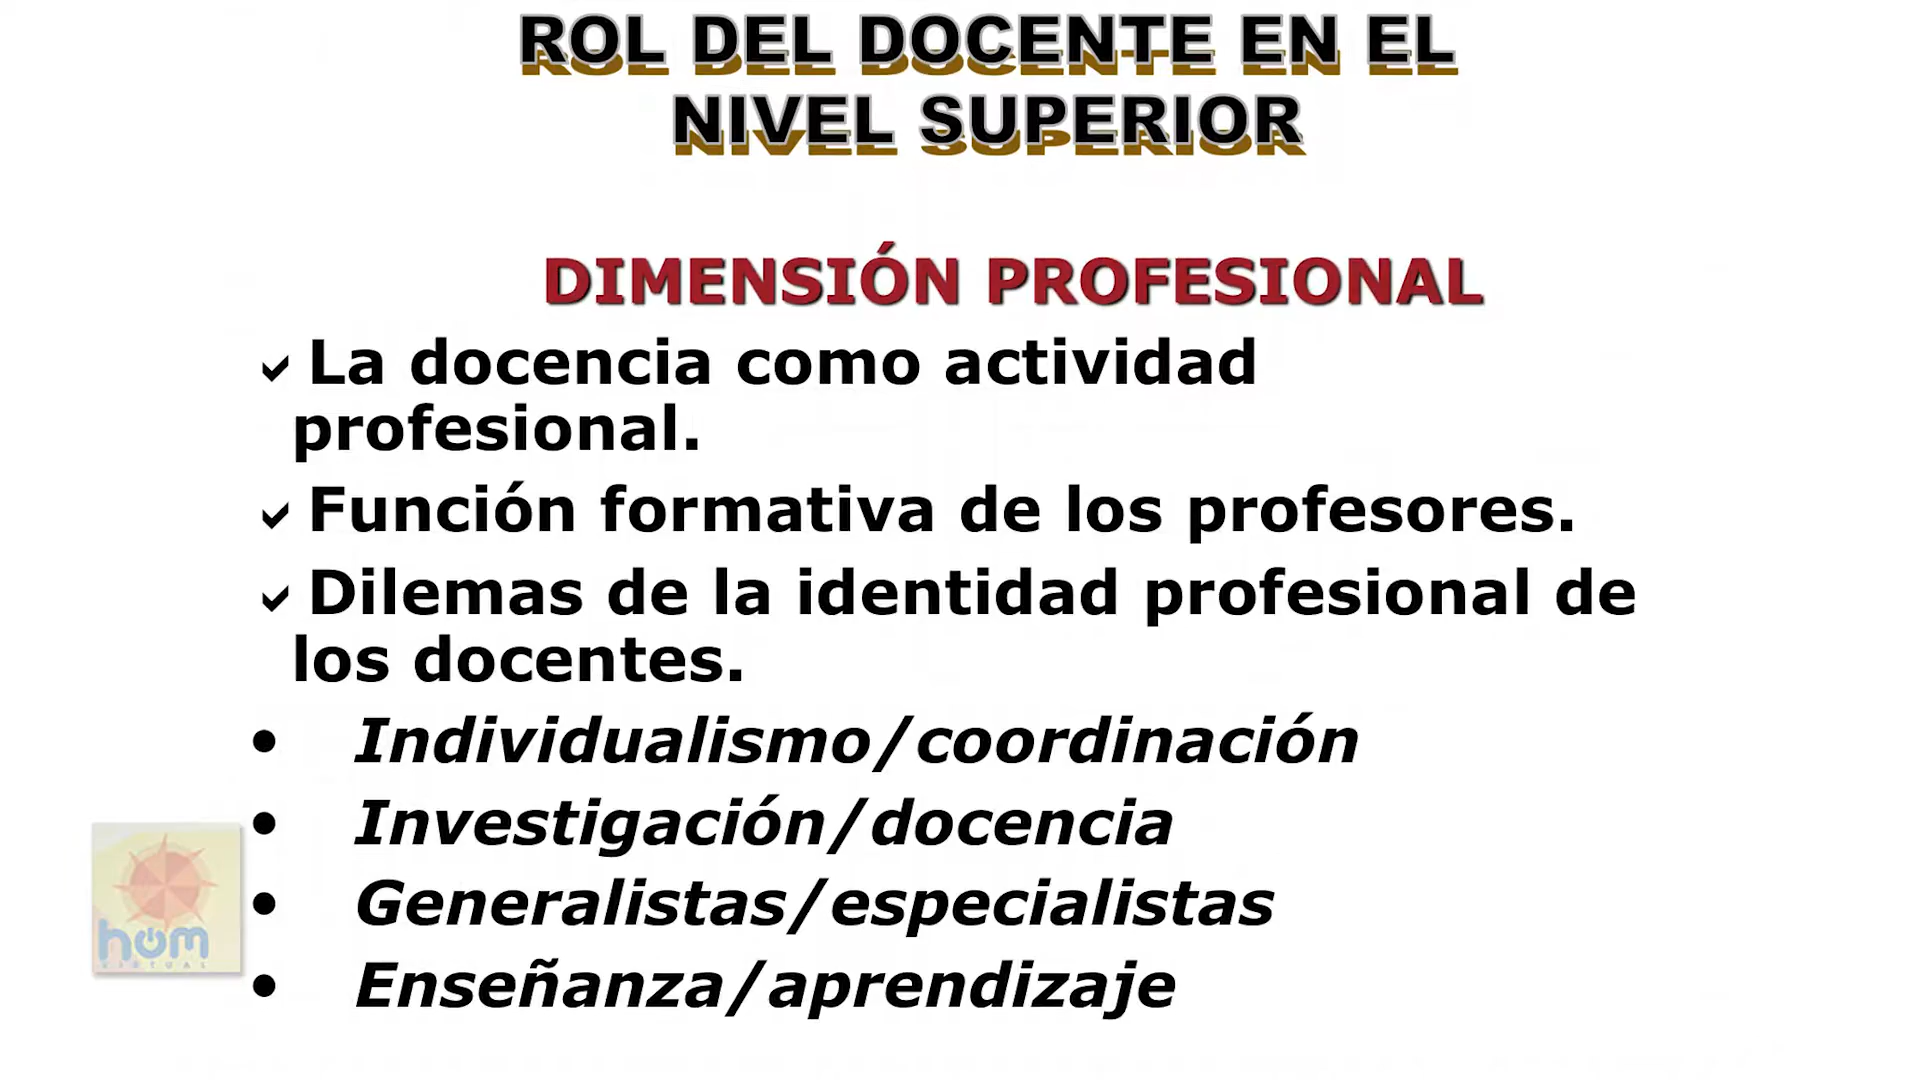 ROL DEL DOCENTE EN EL
NIVEL SUPERIOR
DIMENSIÓN PROFESIONAL
✓La docencia como actividad
profesional.
✓Función formativa de los profesores.
✓Dilemas de la identidad profesional de
los docentes.
• Individualismo/coordinación
• Investigación/docencia
• Generalistas/especialistas
• Enseñanza/aprendizaje
hom
VIRTUAL